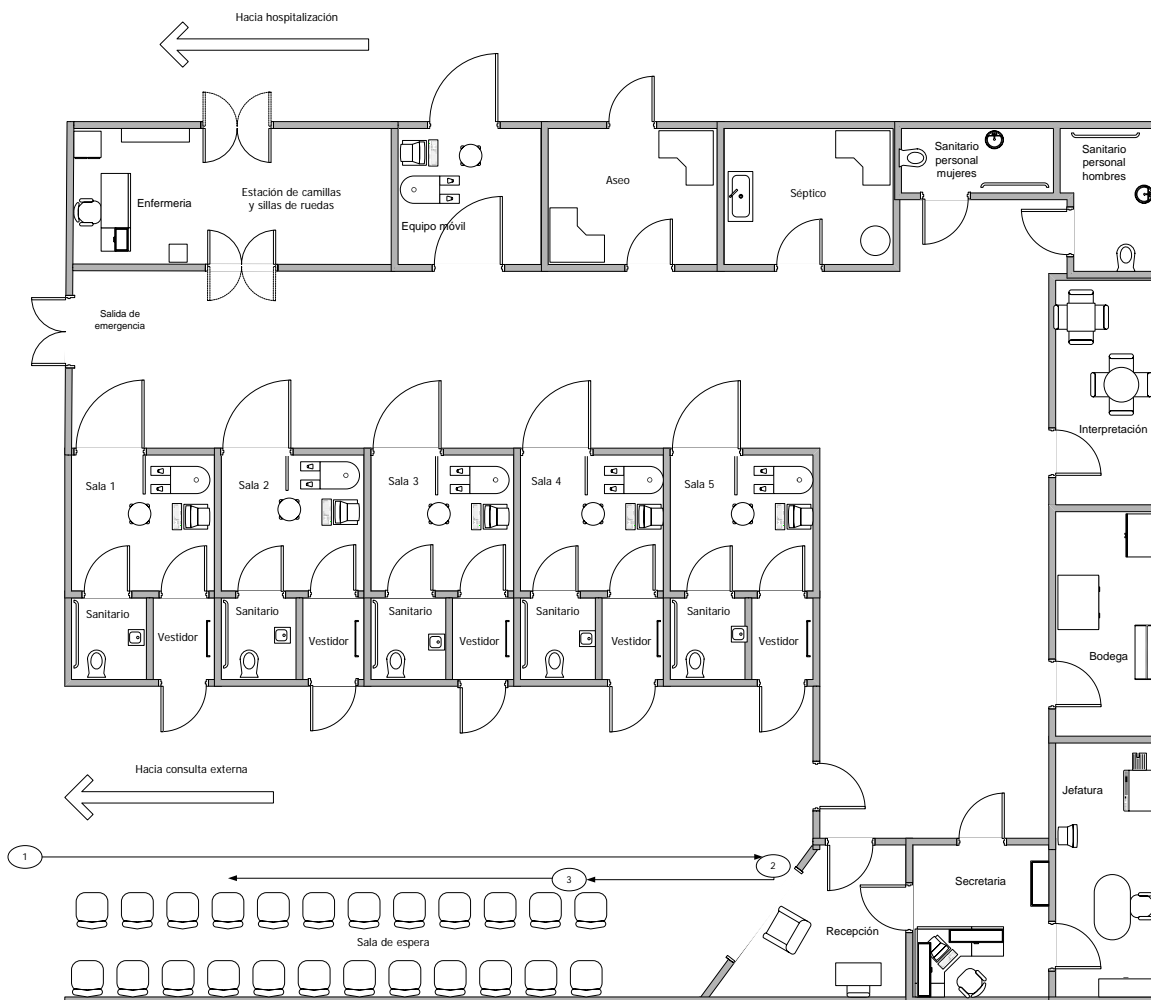 Hacia hospitalización
Sanitario
personal
mujeres
Sanitario
personal
hombres
Enfermeria
Estación de camillas
y sillas de ruedas
Equipo móvil
Aseo
Séptico
Salida de
emergencia
Interpretación
Sala 1
Sala 2
Sala 3
Sala 4
Sala 5
Sanitario
Vestidor
Sanitario
Vestidor
Sanitario
Vestidor
Sanitario
Vestidor
Sanitario
Vestidor
Bodega
Hacia consulta externa
Jefatura
1
2
3
Secretaria
Recepción
Sala de espera